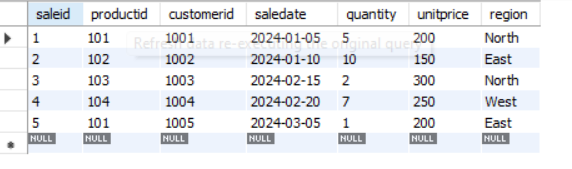 saleid productid customerid saledate quantity unitprice region
1 101 1001 2024-01-05 5 200 North
Refresh data re-executing the original query
2 102 1002 2024-01-10 10 150 East
3 103 1003 2024-02-15 2 300 North
4 104 1004 2024-02-20 7 250 West
5 101 1005 2024-03-05 1 200 East
NULL NULL NULL NULL NULL NULL NULL